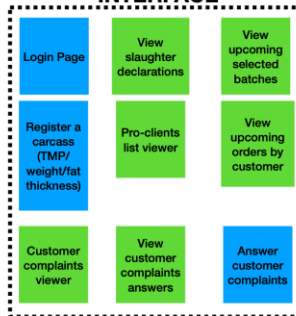 INTERFACE
Login Page
View
slaughter
declarations
View
upcoming
selected
batches
Register a
carcass
(TMP/
weight/fat
thickness)
Pro-clients
list viewer
View
upcoming
orders by
customer
Customer
complaints
viewer
View
customer
complaints
answers
Answer
customer
complaints